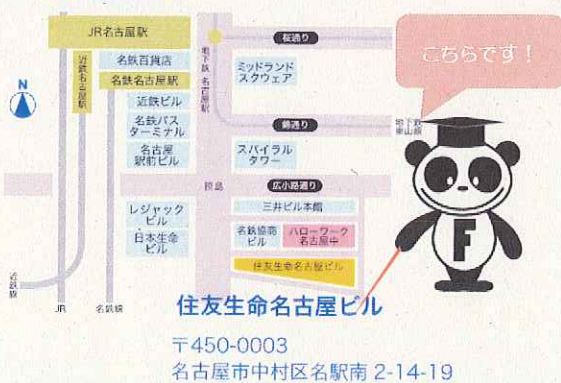 JR名古屋駅
近鉄名古屋駅
名鉄百貨店
名鉄名古屋駅
近鉄ビル
名鉄バス
ターミナル
名古屋
駅前ビル
地下鉄 名古屋駅
桜通り
ミッドランド
スクウェア
こちらです！
N
錦通り
地下鉄
東山線
スパイラル
タワー
笹島
広小路通り
三井ビル本館
レジャック
ビル
日本生命
ビル
名鉄協商
ビル
ハローワーク
名古屋中
住友生命名古屋ビル
F
近鉄線
JR
名鉄線
住友生命名古屋ビル
〒450-0003
名古屋市中村区名駅南 2-14-19